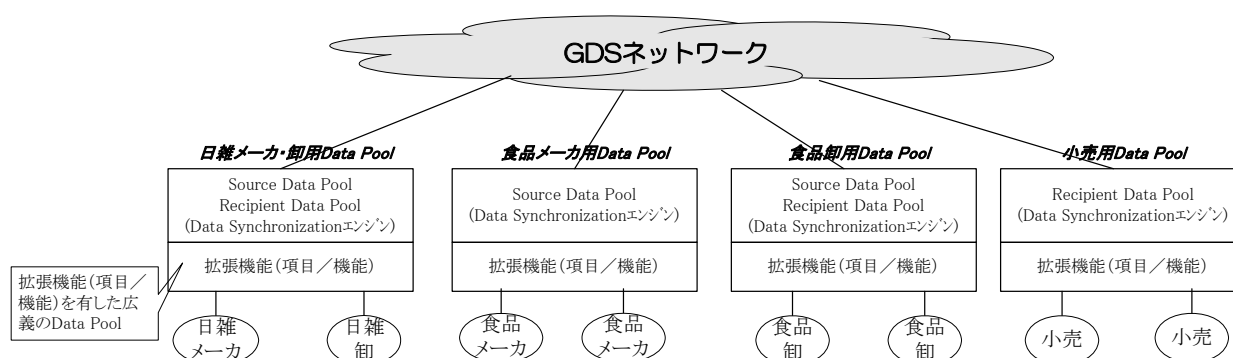 GDSネットワーク
日雑メーカ・卸用Data Pool
食品メーカ用Data Pool
食品卸用Data Pool
小売用Data Pool
Source Data Pool
Recipient Data Pool
(Data Synchronizationエンジン)
Source Data Pool
(Data Synchronizationエンジン)
Source Data Pool
Recipient Data Pool
(Data Synchronizationエンジン)
Recipient Data Pool
(Data Synchronizationエンジン)
拡張機能(項目/機能)
拡張機能(項目/機能)
拡張機能(項目/機能)
拡張機能(項目/機能)
拡張機能(項目/
機能)を有した広
義のData Pool
日雑
メーカ
日雑
卸
食品
メーカ
食品
メーカ
食品
卸
食品
卸
小売
小売